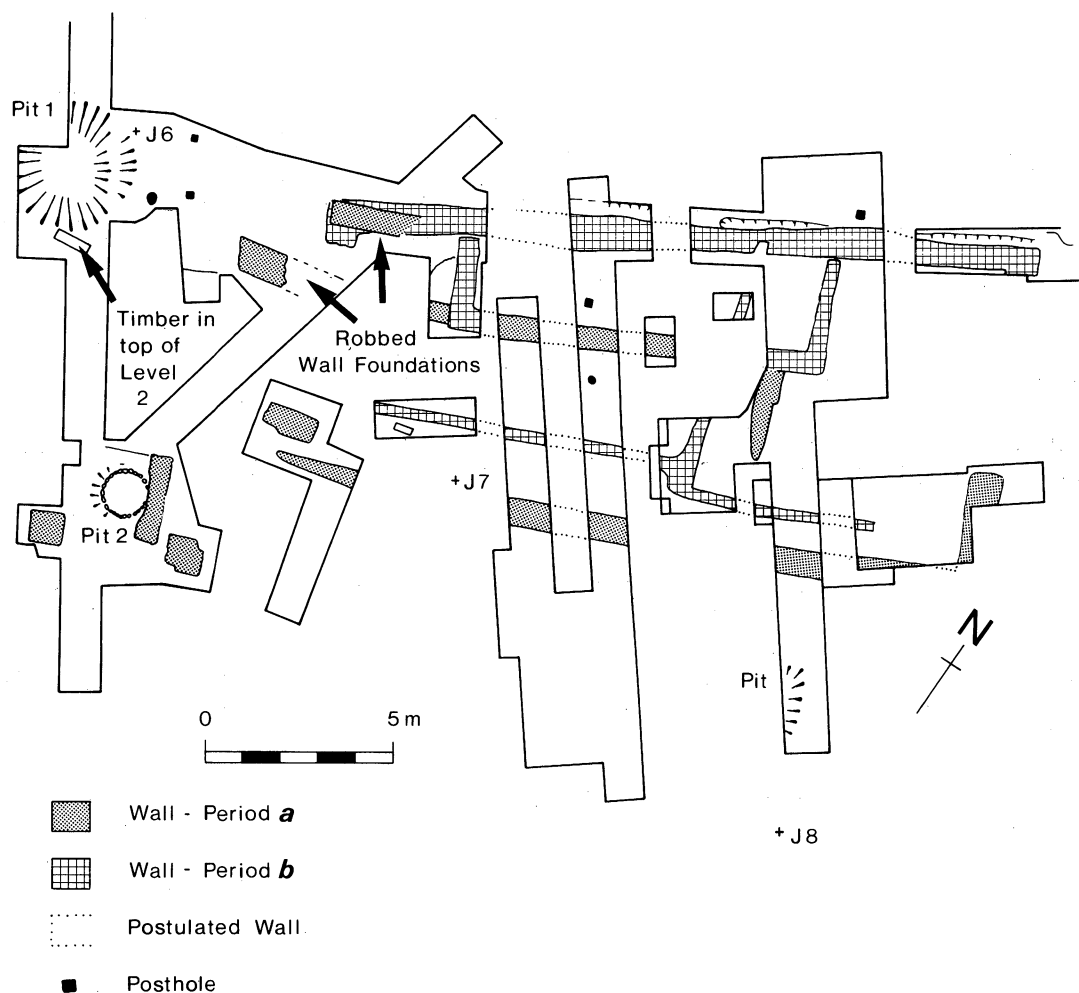 Pit 1
+ J6
Timber in
top of
Level
2
Robbed
Wall Foundations
+ J7
Pit 2
N
Pit
0 5 m
Wall - Period a
+ J8
Wall - Period b
Postulated Wall
Posthole